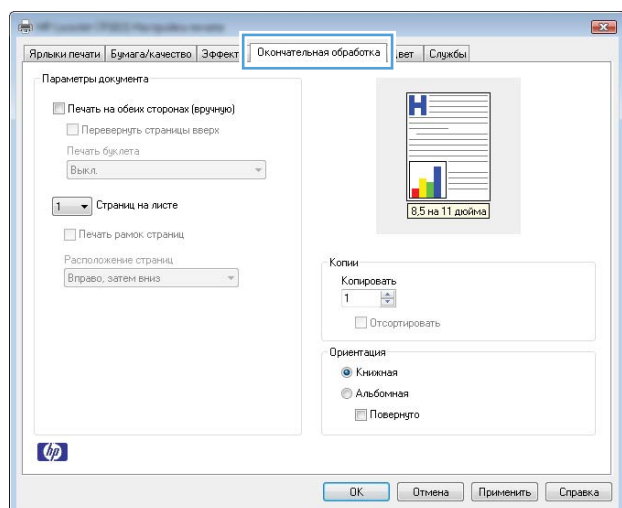 Ярлыки печати Бумага/качество Эффект Окончательная обработка вет Службы
Параметры документа
Печать на обеих сторонах (вручную)
Перевернуть страницы вверх
Печать буклета
Выкл.
1 Страниц на листе
Печать рамок страниц
Расположение страниц
Вправо, затем вниз
H
8,5 на 11 дюйма
Копии
Копировать
1
Отсортировать
Ориентация
Книжная
Альбомная
Повернуто
hp
OK Отмена Применить Справка